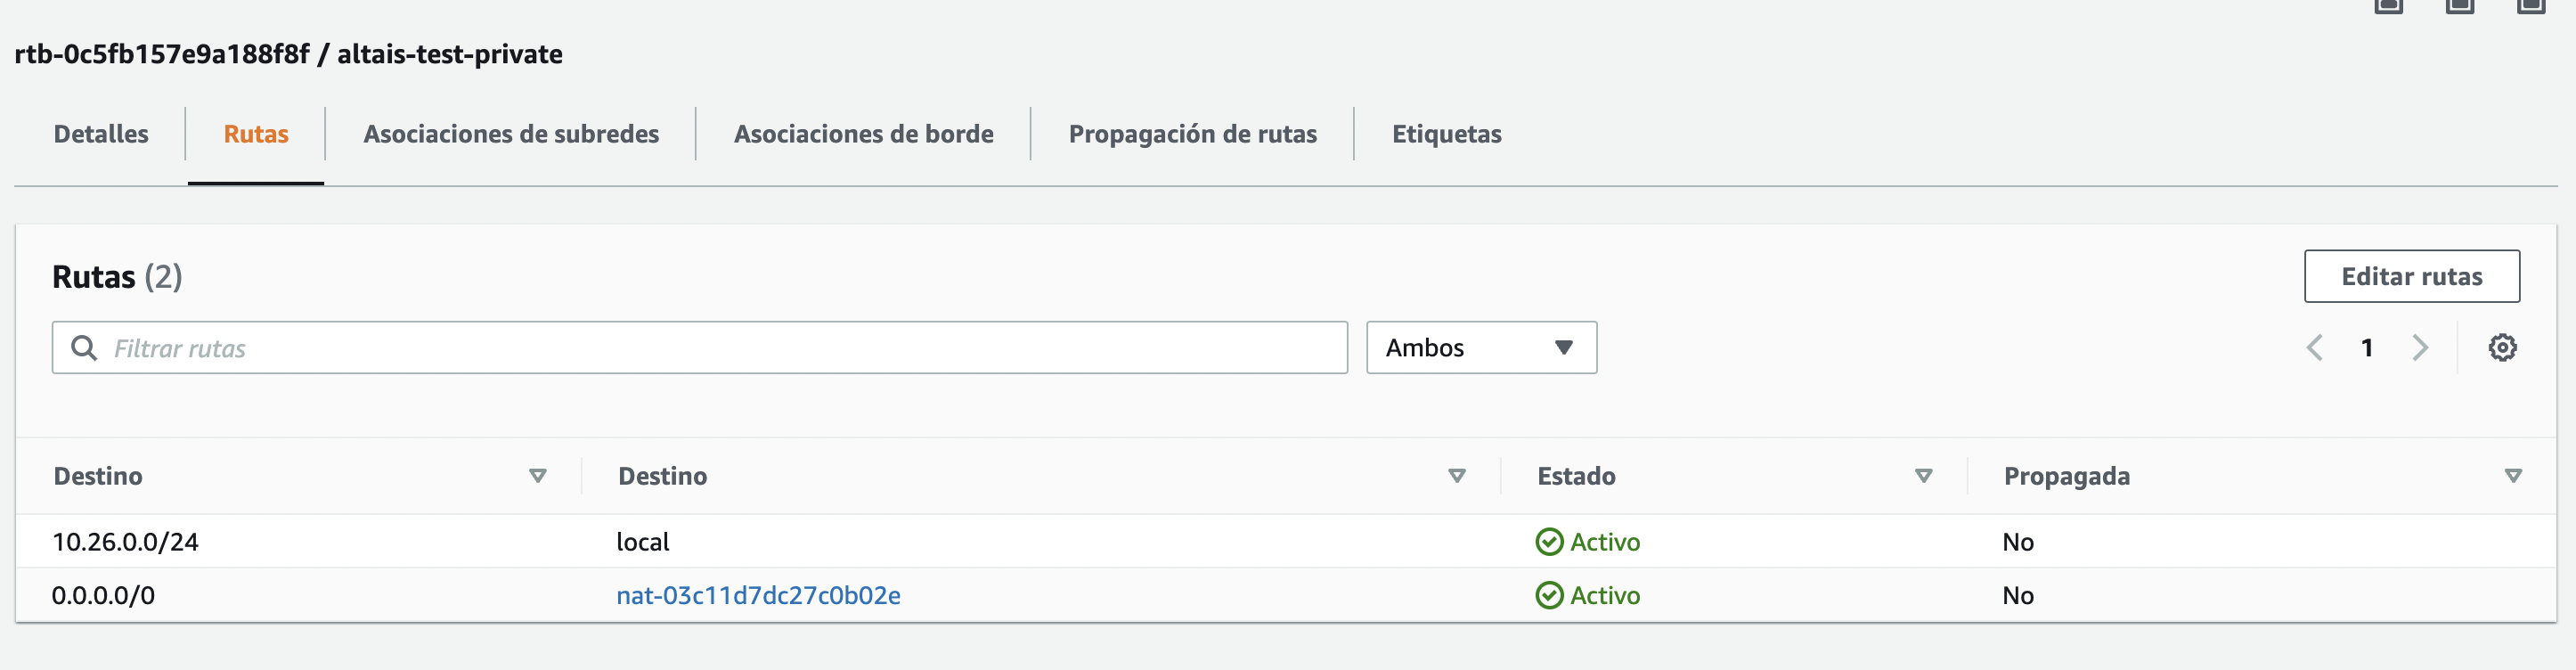 rtb-0c5fb157e9a188f8f / altais-test-private
Detalles Rutas Asociaciones de subredes Asociaciones de borde Propagación de rutas Etiquetas
Rutas (2) Editar rutas
Filtrar rutas Ambos 1
Destino Destino Estado Propagada
10.26.0.0/24 local Activo No
0.0.0.0/0 nat-03c11d7dc27c0b02e Activo No